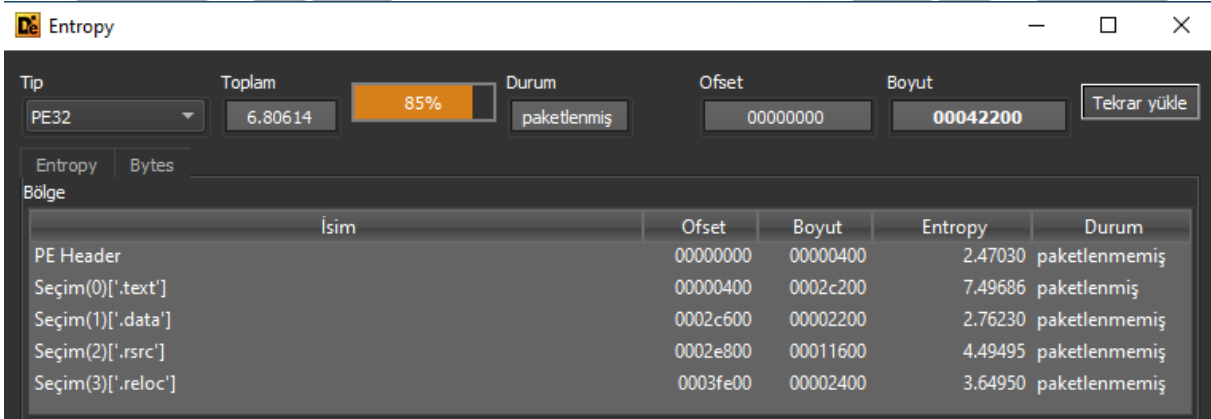 Entropy
Tip Toplam Durum Ofset Boyut
PE32 6.80614 85% paketlenmiş 00000000 00042200 Tekrar yükle
Entropy Bytes
Bölge
İsim Ofset Boyut Entropy Durum
PE Header 00000000 00000400 2.47030 paketlenmemiş
Seçim(0)['.text'] 00000400 0002c200 7.49686 paketlenmiş
Seçim(1)['.data'] 0002c600 00002200 2.76230 paketlenmemiş
Seçim(2)['.rsrc'] 0002e800 00011600 4.49495 paketlenmemiş
Seçim(3)['.reloc'] 0003fe00 00002400 3.64950 paketlenmemiş